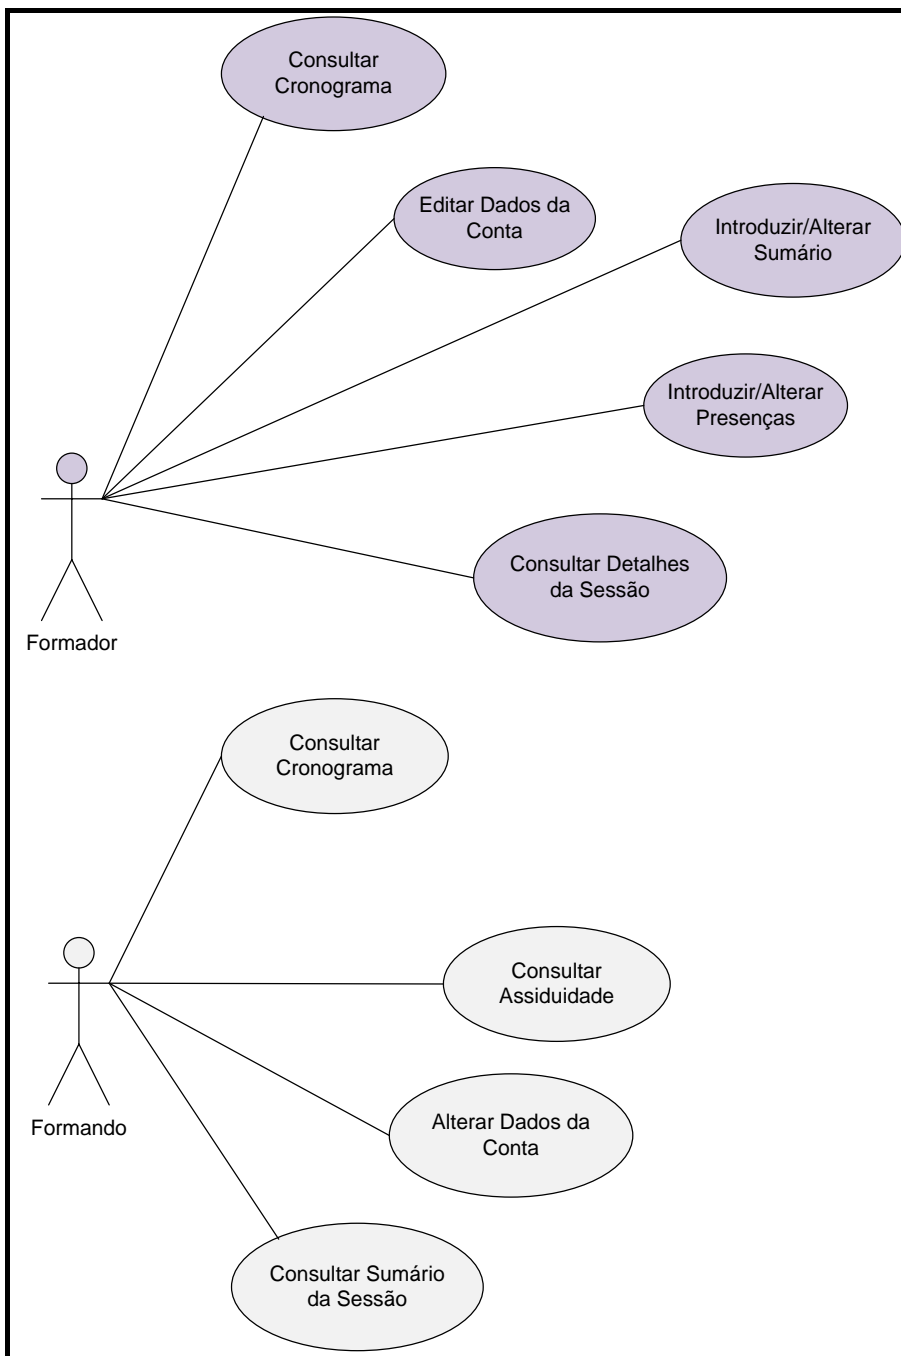 Consultar
Cronograma
Editar Dados da
Conta
Introduzir/Alterar
Sumário
Introduzir/Alterar
Presenças
Consultar Detalhes
da Sessão
Formador
Consultar
Cronograma
Consultar
Assiduidade
Alterar Dados da
Conta
Formando
Consultar Sumário
da Sessão